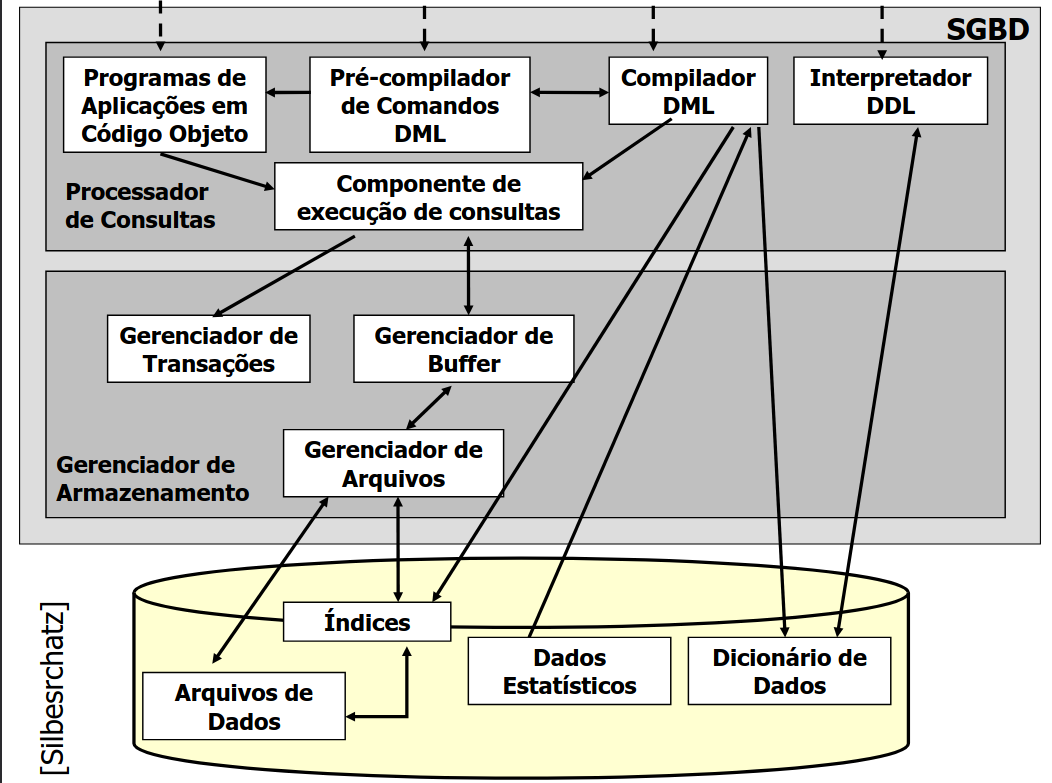 SGBD
Programas de
Aplicações em
Código Objeto
Pré-compilador
de Comandos
DML
Compilador
DML
Interpretador
DDL
Componente de
execução de consultas
Processador
de Consultas
Gerenciador de
Transações
Gerenciador de
Buffer
Gerenciador de
Arquivos
Gerenciador de
Armazenamento
Índices
Dados
Estatísticos
Dicionário de
Dados
Arquivos de
Dados
[Silbesrchatz]